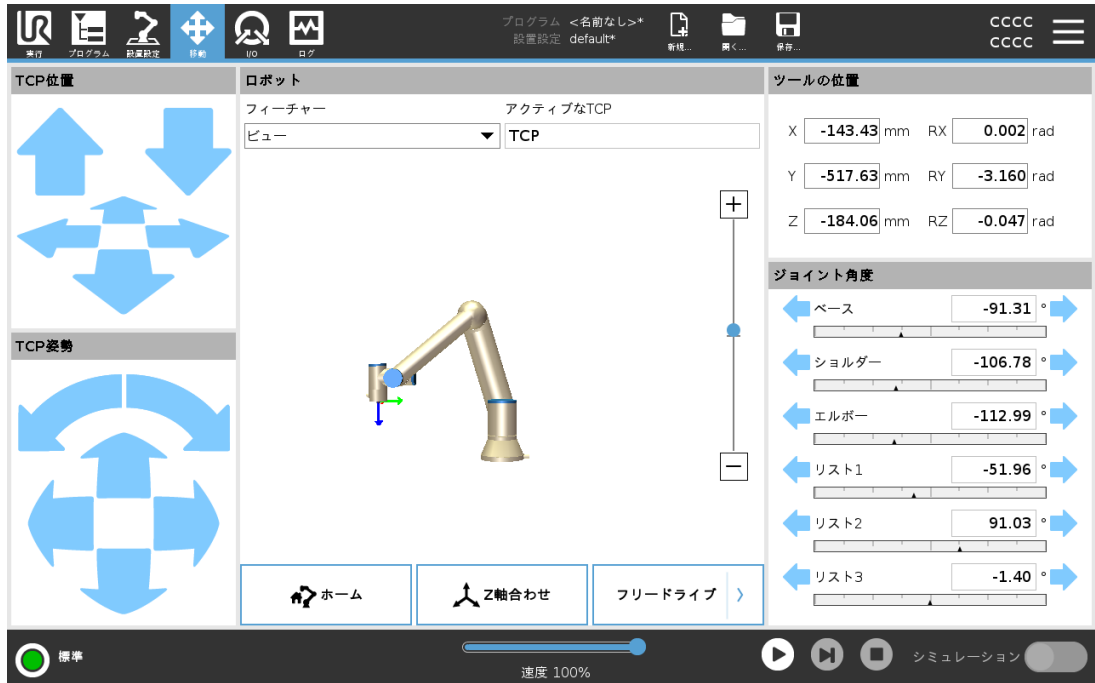 UR
実行
プログラム
設置設定
移動
I/O
ログ
プログラム <名前なし>*
設置設定 default*
新規...
開く...
保存...
CCCC
CCCC
TCP位置
TCP姿勢
ロボット
フィーチャー
アクティブなTCP
ビュー
TCP
+
−
ホーム
Z軸合わせ
フリードライブ
ツールの位置
X -143.43 mm RX 0.002 rad
Y -517.63 mm RY -3.160 rad
Z -184.06 mm RZ -0.047 rad
ジョイント角度
ベース -91.31 °
ショルダー -106.78 °
エルボー -112.99 °
リスト1 -51.96 °
リスト2 91.03 °
リスト3 -1.40 °
標準
速度 100%
シミュレーション